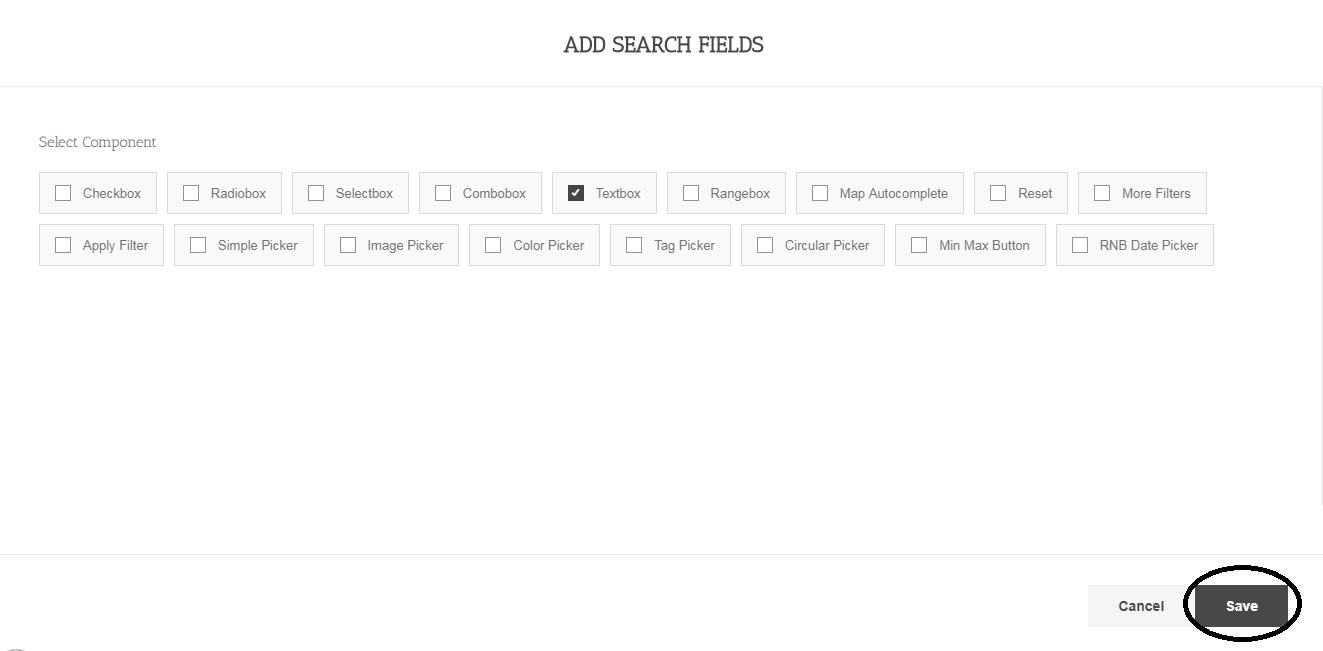 ADD SEARCH FIELDS
Select Component
Checkbox Radiobox Selectbox Combobox Textbox Rangebox Map Autocomplete Reset More Filters
Apply Filter Simple Picker Image Picker Color Picker Tag Picker Circular Picker Min Max Button RNB Date Picker
Cancel Save